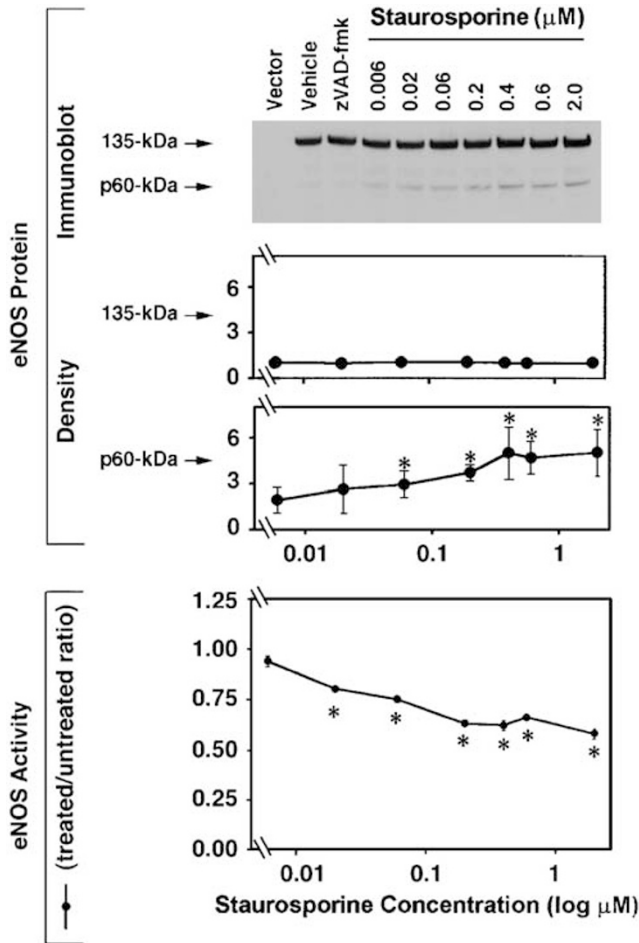 Staurosporine (μM)
Vector
Vehicle
zVAD-fmk
0.006
0.02
0.06
0.2
0.4
0.6
2.0
eNOS Protein
Immunoblot
135-kDa
p60-kDa
Density
135-kDa
6
3
0
p60-kDa
6
3
0
* * * * *
0.01 0.1 1
eNOS Activity
(treated/untreated ratio)
1.25
1.00
0.75
0.50
0.25
0.00
* * * * * *
0.01 0.1 1
Staurosporine Concentration (log μM)